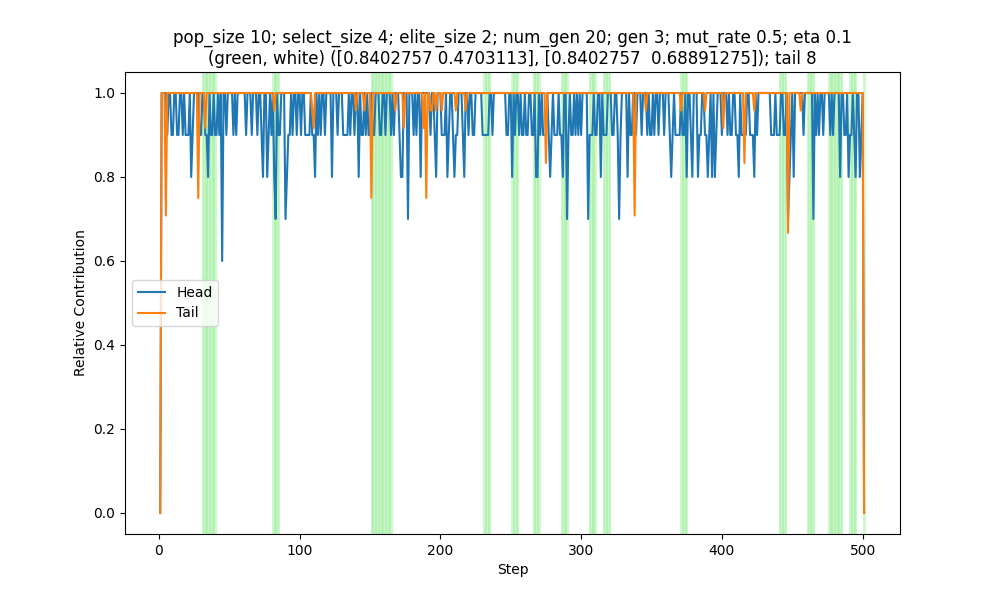 pop_size 10; select_size 4; elite_size 2; num_gen 20; gen 3; mut_rate 0.5; eta 0.1
(green, white) ([0.8402757 0.4703113], [0.8402757  0.68891275]); tail 8
1.0
0.8
0.6
0.4
0.2
0.0
Relative Contribution
Head
Tail
0
100
200
300
400
500
Step